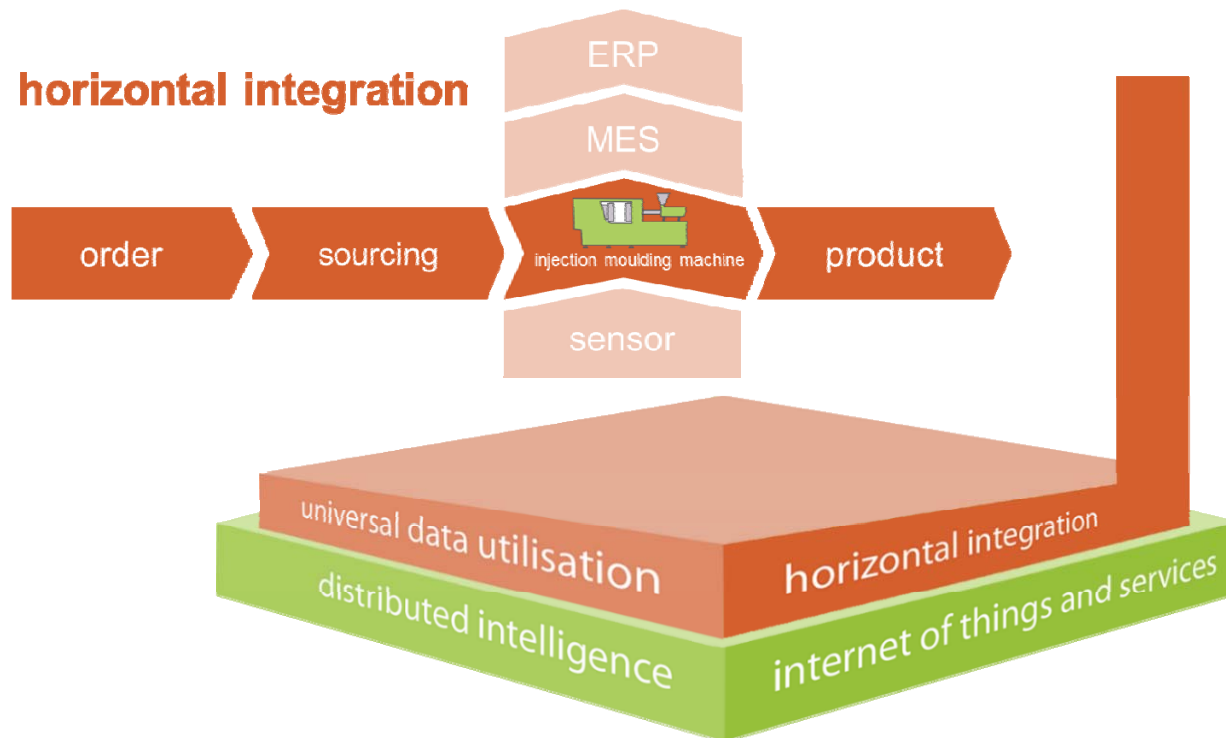 ERP
horizontal integration
MES
order
sourcing
injection moulding machine
product
sensor
universal data utilisation
horizontal integration
distributed intelligence
internet of things and services